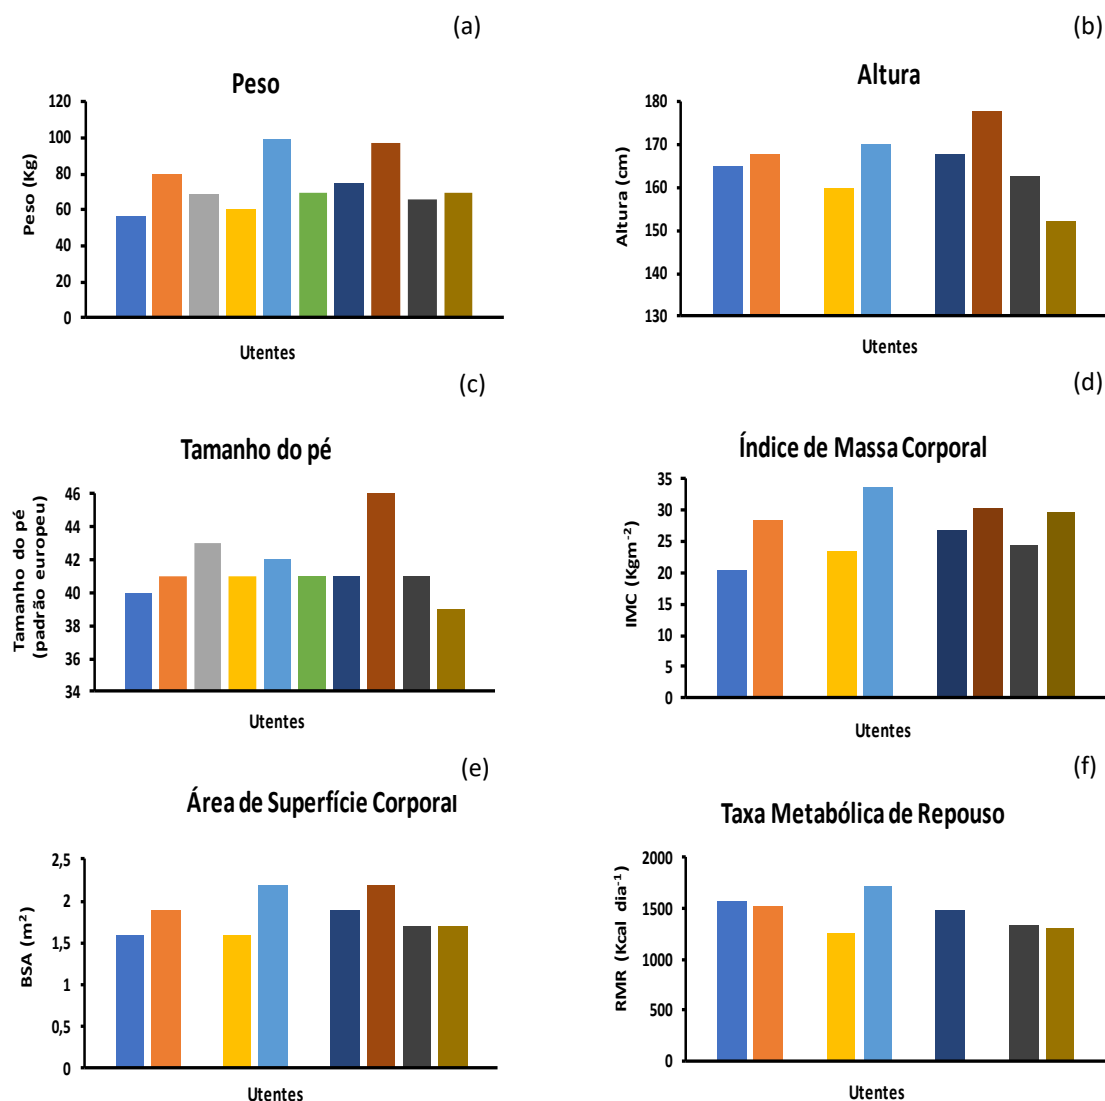 (a)
Peso
120
100
80
60
40
20
0
Peso (Kg)
Utentes
(b)
Altura
180
170
160
150
140
130
Altura (cm)
Utentes
(c)
Tamanho do pé
46
44
42
40
38
36
34
Tamanho do pé
(padrão europeu)
Utentes
(d)
Índice de Massa Corporal
35
30
25
20
15
10
5
0
IMC (Kgm⁻²)
Utentes
(e)
Área de Superfície Corporal
2,5
2
1,5
1
0,5
0
BSA (m²)
Utentes
(f)
Taxa Metabólica de Repouso
2000
1500
1000
500
0
RMR (Kcal dia⁻¹)
Utentes